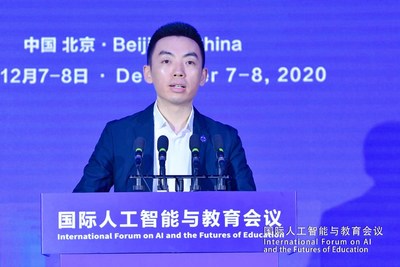 中国 北京 · Beijing China
12月7-8日 · De er 7-8, 2020
国际人工智能与教育会议
International Forum on AI and the Futures of Education
国际人工智能与教育会议
International Forum on AI
and the Futures of Education